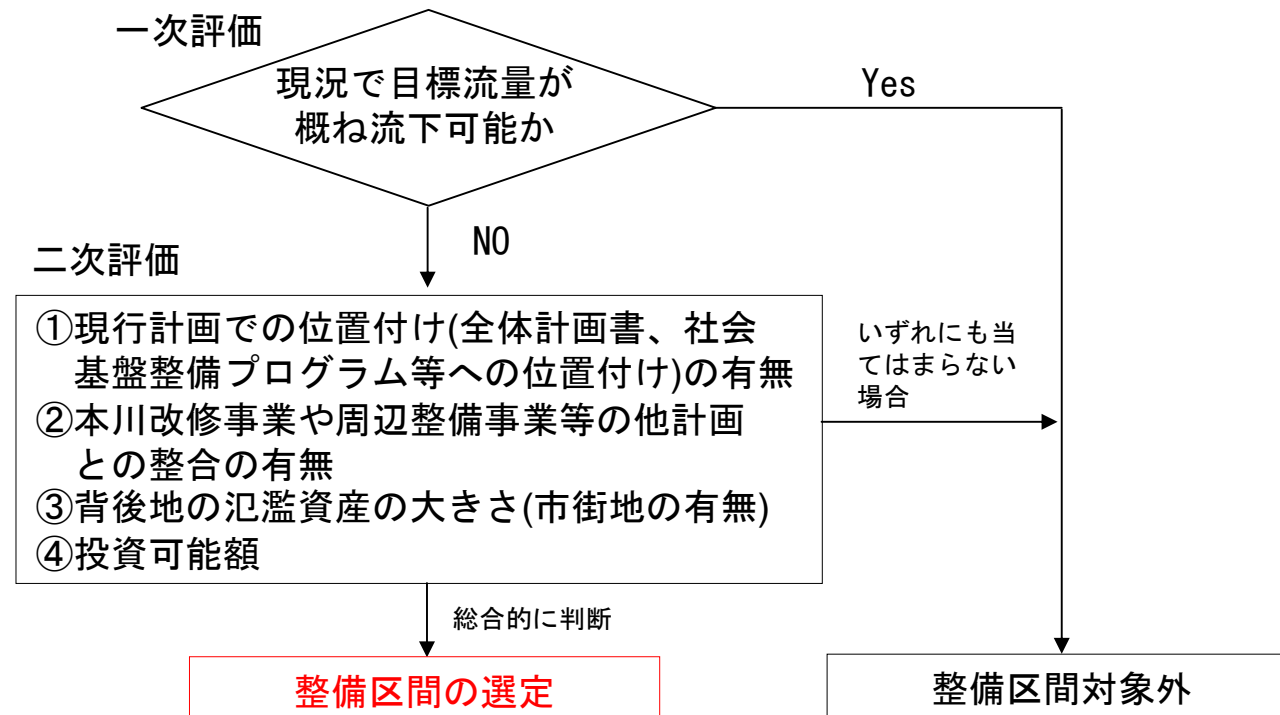 一次評価
現況で目標流量が
概ね流下可能か
Yes
NO
二次評価
①現行計画での位置付け(全体計画書、社会
基盤整備プログラム等への位置付け)の有無
②本川改修事業や周辺整備事業等の他計画
との整合の有無
③背後地の氾濫資産の大きさ(市街地の有無)
④投資可能額
いずれにも当
てはまらない
場合
総合的に判断
整備区間の選定
整備区間対象外